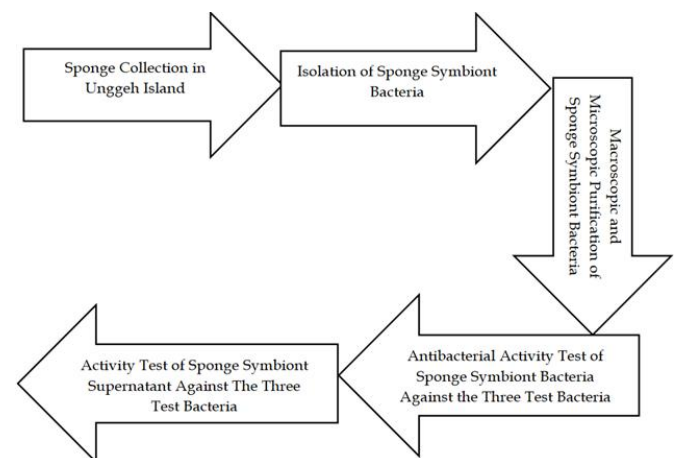 Sponge Collection in
Unggeh Island
Isolation of Sponge Symbiont
Bacteria
Macroscopic and
Microscopic Purification of
Sponge Symbiont Bacteria
Antibacterial Activity Test of
Sponge Symbiont Bacteria
Against the Three Test Bacteria
Activity Test of Sponge Symbiont
Supernatant Against The Three
Test Bacteria